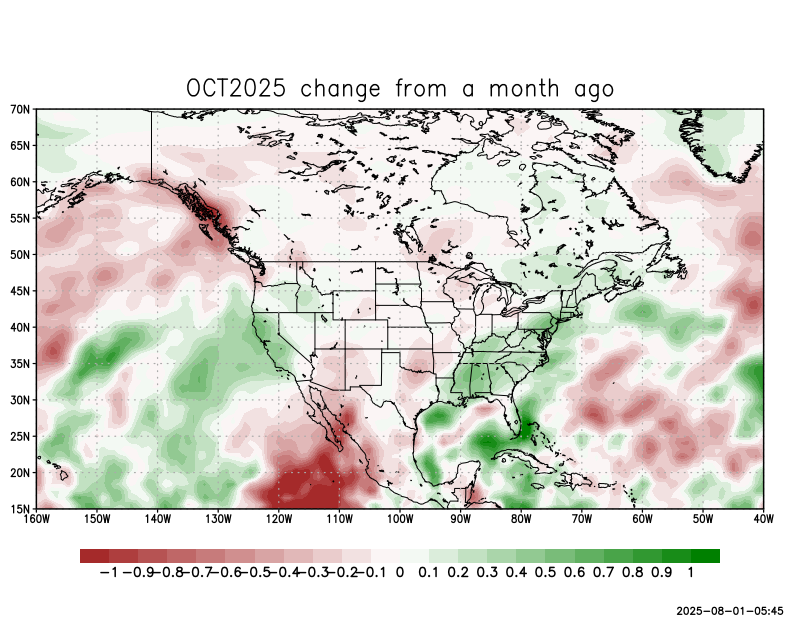 OCT2025 change from a month ago
70N
65N
60N
55N
50N
45N
40N
35N
30N
25N
20N
15N
160W 150W 140W 130W 120W 110W 100W 90W 80W 70W 60W 50W 40W
-1 -0.9 -0.8 -0.7 -0.6 -0.5 -0.4 -0.3 -0.2 -0.1 0 0.1 0.2 0.3 0.4 0.5 0.6 0.7 0.8 0.9 1
2025-08-01-05:45